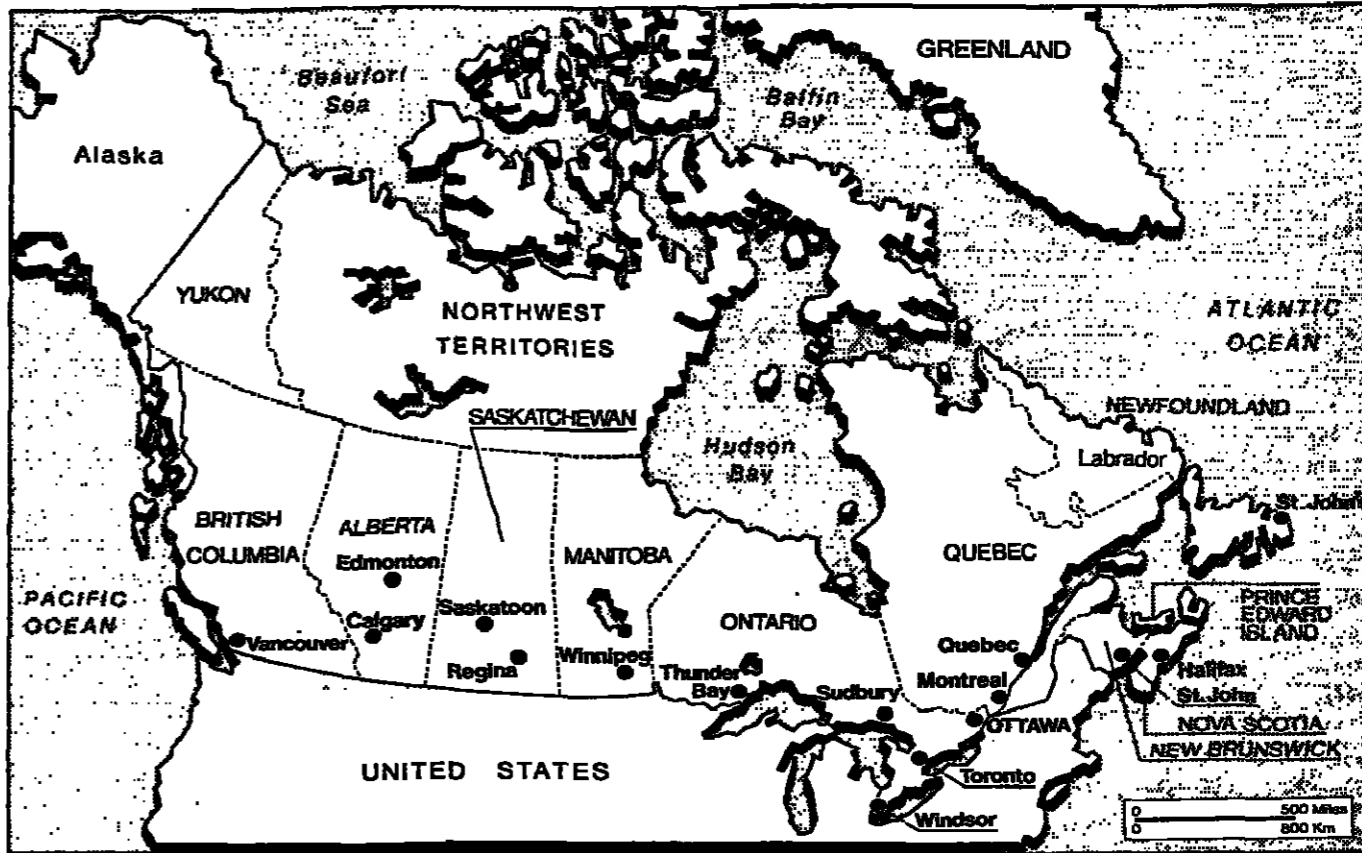 GREENLAND
Beaufort
Sea
Baffin
Bay
Alaska
YUKON
NORTHWEST
TERRITORIES
ATLANTIC
OCEAN
SASKATCHEWAN
NEWFOUNDLAND
Hudson
Bay
Labrador
St. John's
BRITISH
COLUMBIA
ALBERTA
Edmonton
MANITOBA
QUEBEC
PACIFIC
OCEAN
PRINCE
EDWARD
ISLAND
Saskatoon
Calgary
ONTARIO
Vancouver
Quebec
Regina
Winnipeg
Thunder
Bay
Montreal
Halifax
Sudbury
St. John
OTTAWA
NOVA SCOTIA
NEW BRUNSWICK
UNITED STATES
Toronto
Windsor
0 500 Miles
0 800 Km